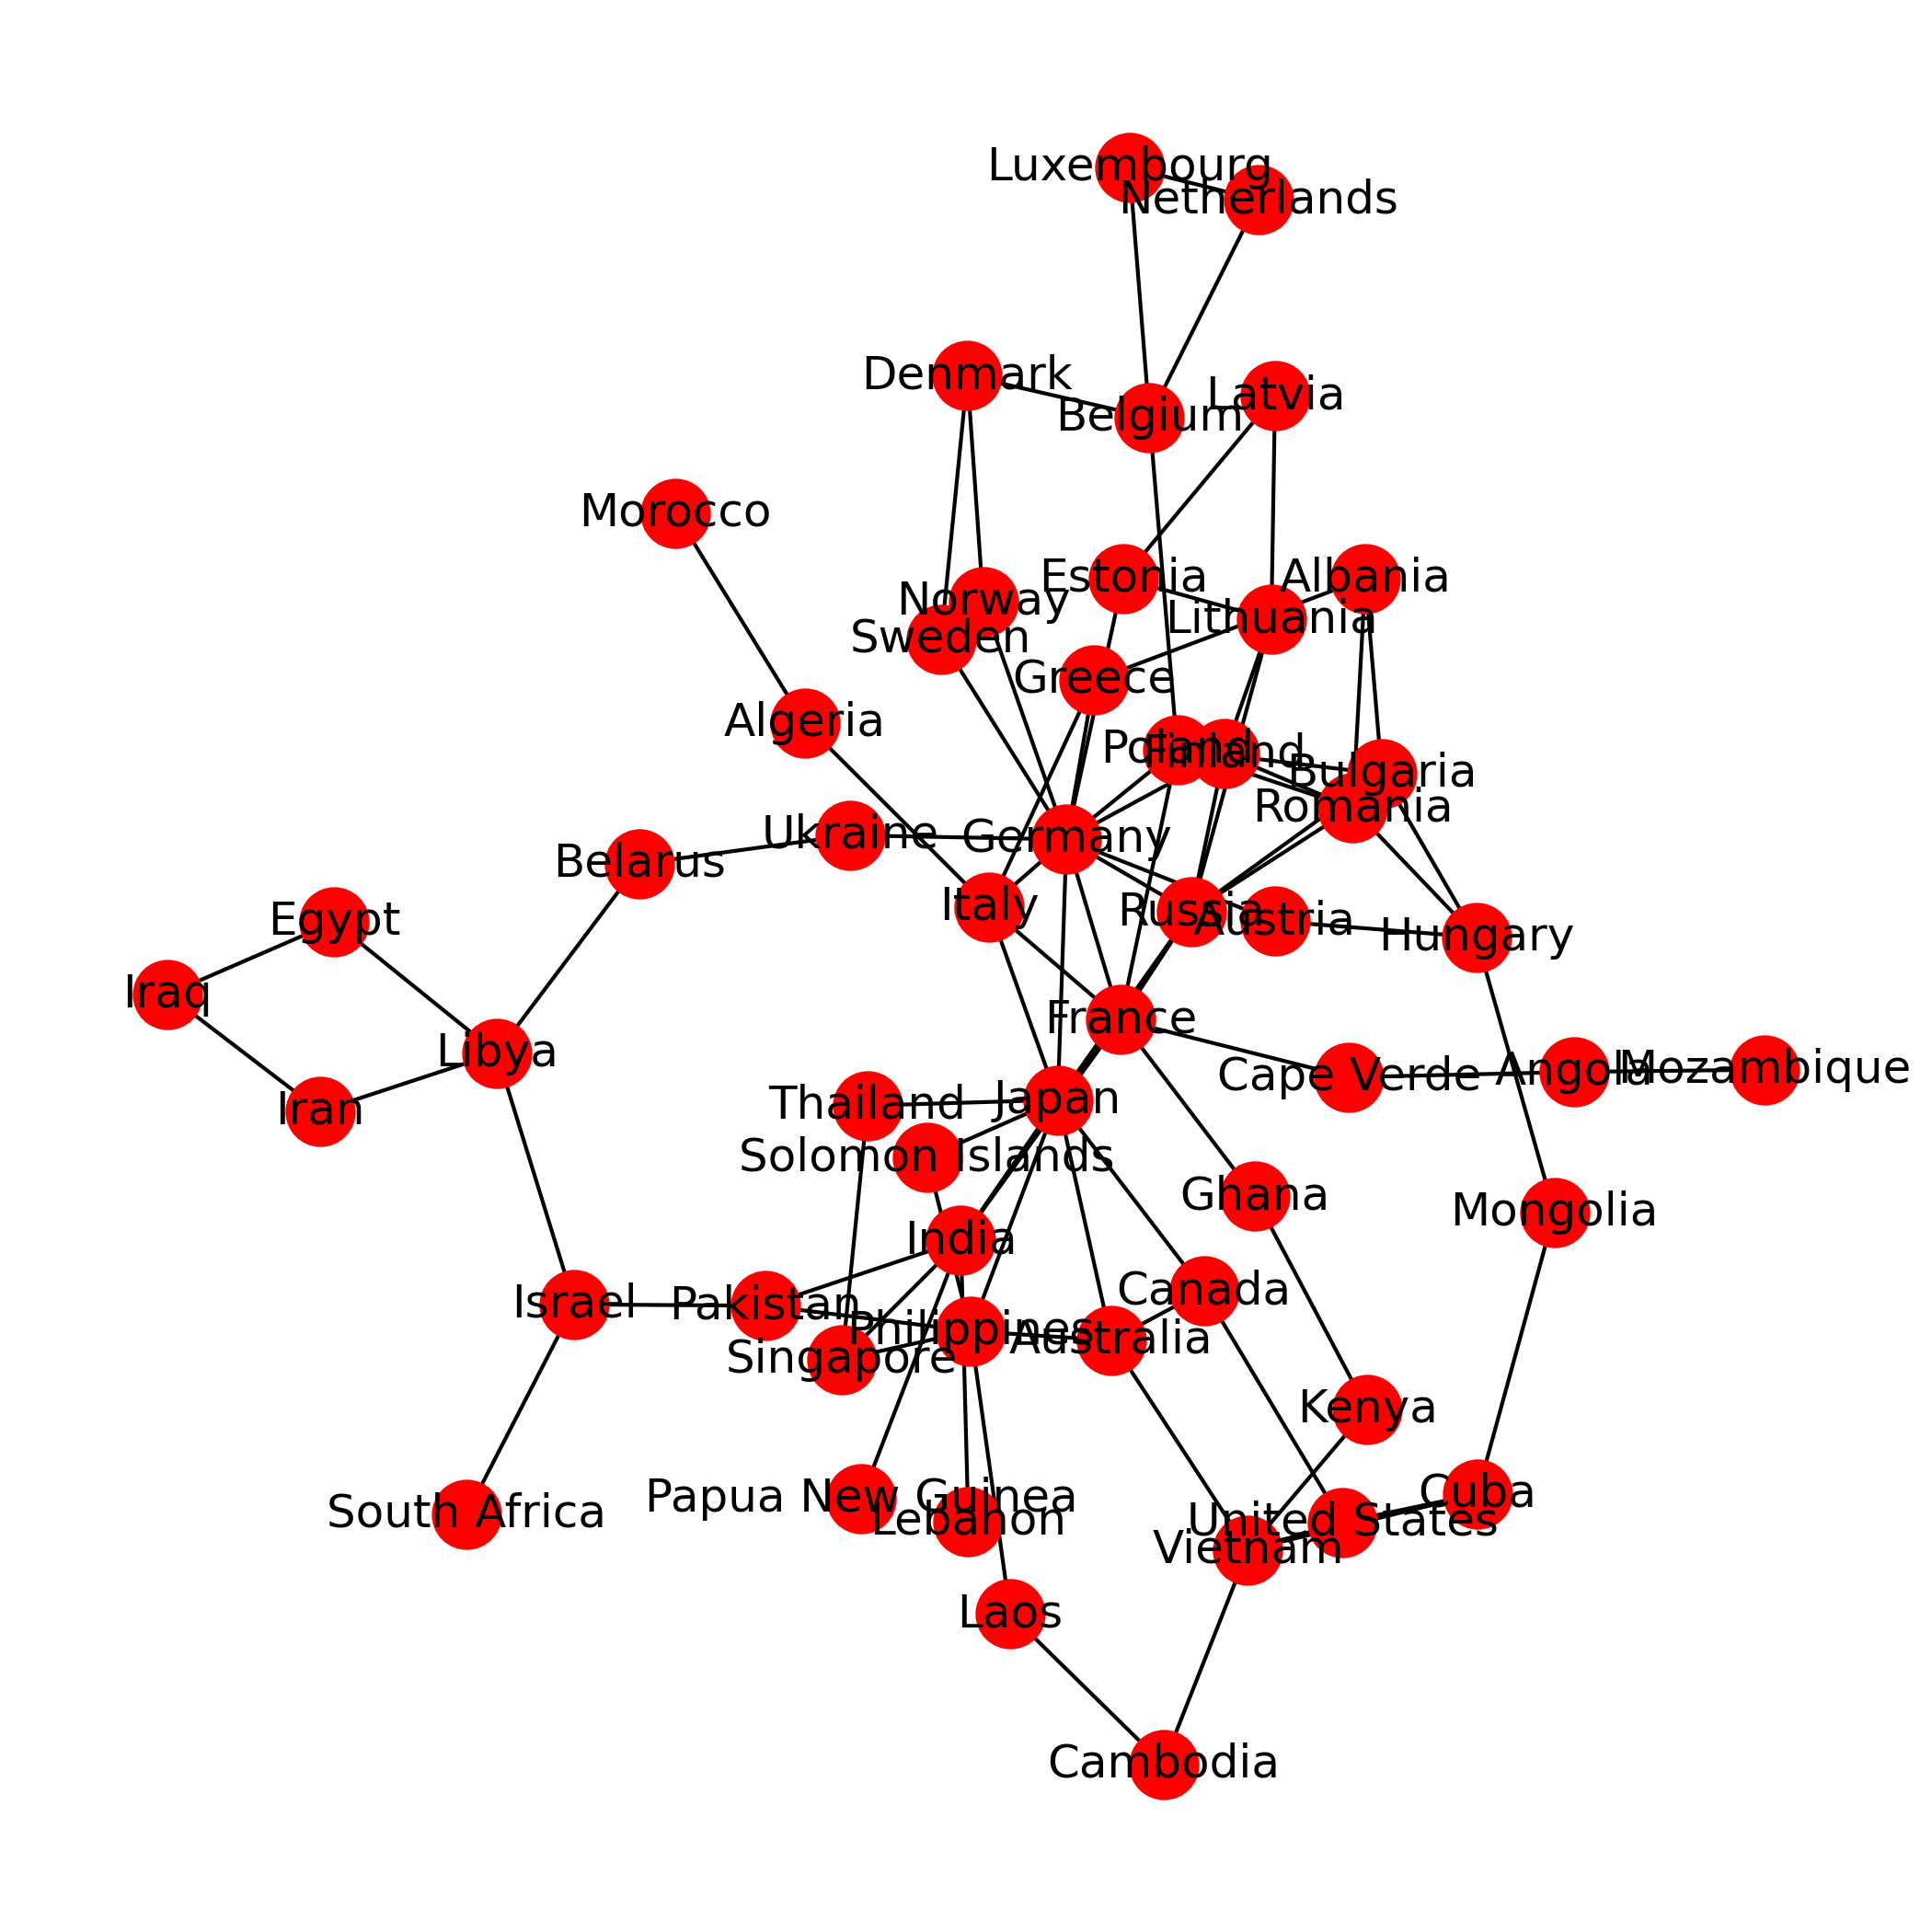 Luxembourg
Netherlands
Denmark
Latvia
Belgium
Morocco
Estonia
Albania
Norway
Lithuania
Sweden
Greece
Algeria
Poland
Finland
Bulgaria
Romania
Ukraine
Germany
Belarus
Italy
Russia
Austria
Egypt
Hungary
Iraq
France
Libya
Cape Verde
Angola
Mozambique
Iran
Thailand
Japan
Solomon Islands
Ghana
Mongolia
India
Canada
Israel
Pakistan
Philippines
Australia
Singapore
Kenya
Papua New Guinea
Cuba
South Africa
Lebanon
United States
Vietnam
Laos
Cambodia